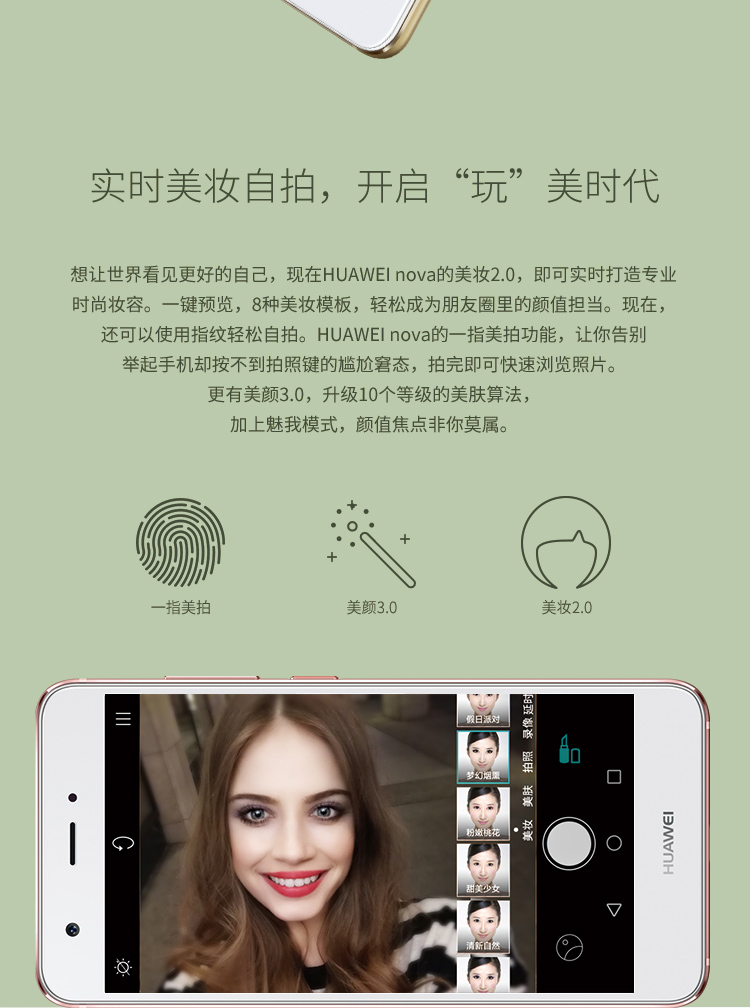 实时美妆自拍，开启“玩”美时代
想让世界看见更好的自己，现在HUAWEI nova的美妆2.0，即可实时打造专业
时尚妆容。一键预览，8种美妆模板，轻松成为朋友圈里的颜值担当。现在，
还可以使用指纹轻松自拍。HUAWEI nova的一指美拍功能，让你告别
举起手机却按不到拍照键的尴尬窘态，拍完即可快速浏览照片。
更有美颜3.0，升级10个等级的美肤算法，
加上魅我模式，颜值焦点非你莫属。
一指美拍
美颜3.0
美妆2.0
假日派对
梦幻烟熏
粉嫩桃花
甜美少女
清新自然
美妆
美肤
拍照
录像
延时
HUAWEI